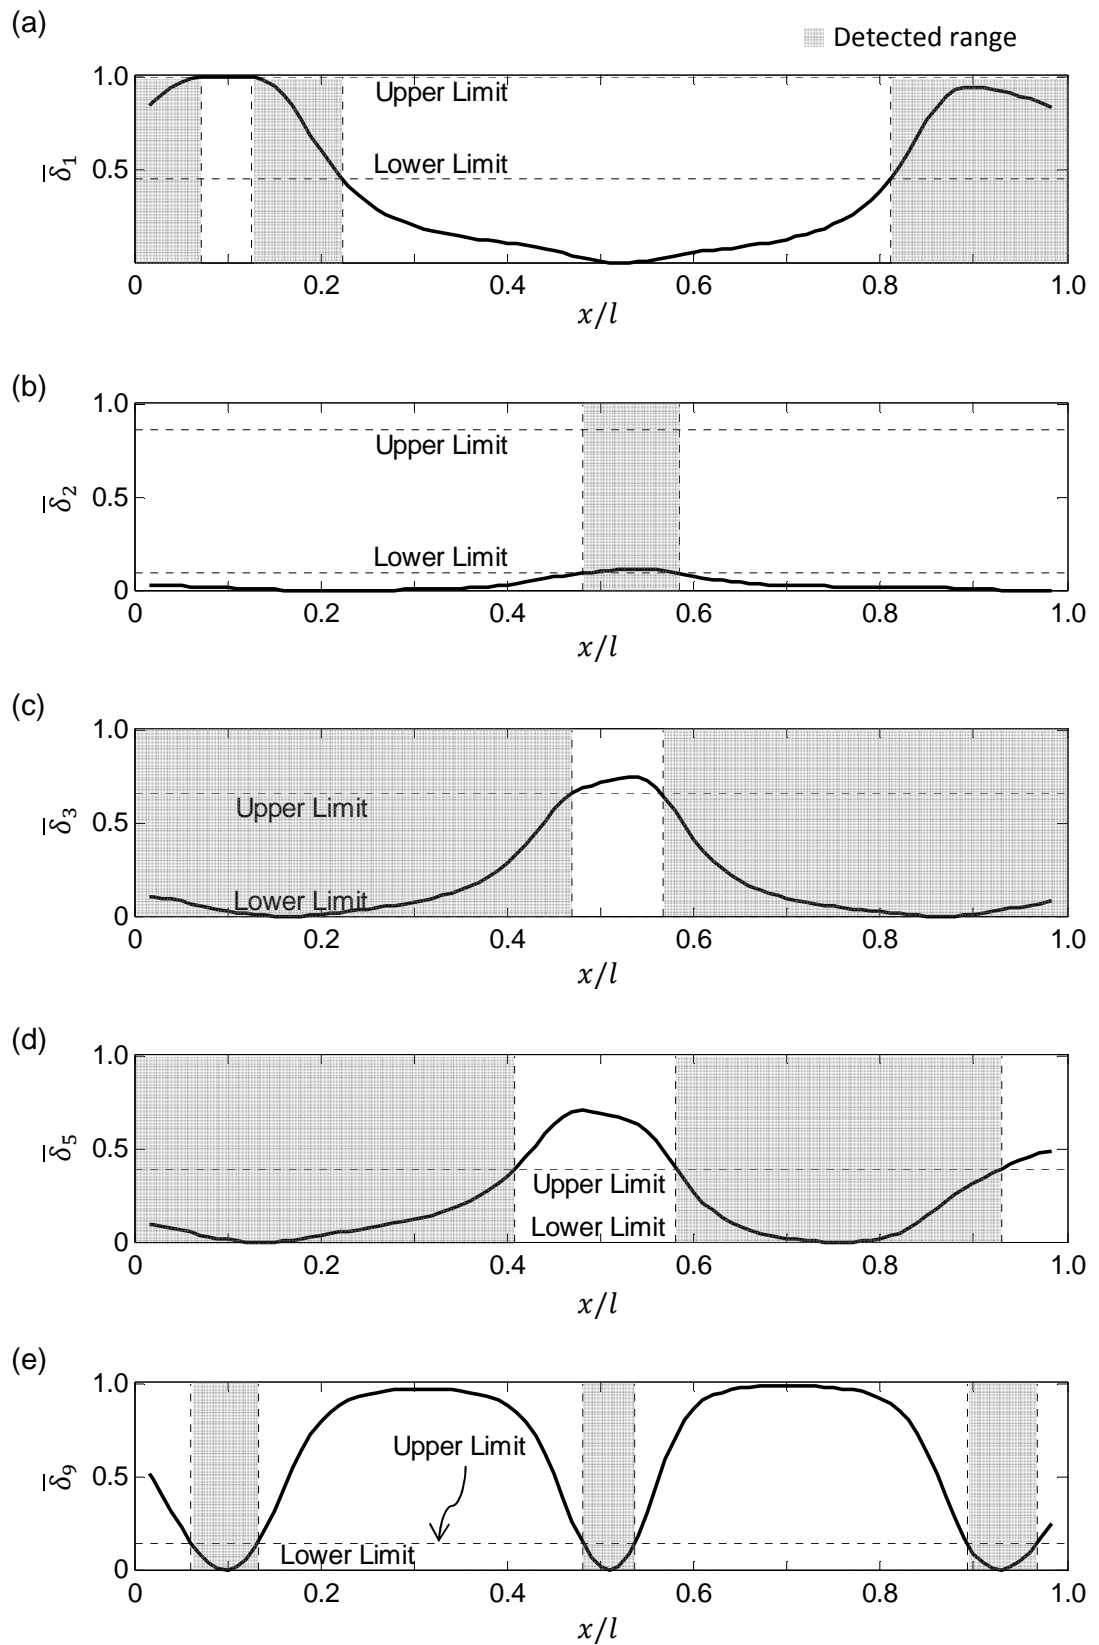 (a)
Detected range
1.0
Upper Limit
Lower Limit
0.5
δ̅₁
0 0.2 0.4 0.6 0.8 1.0
x/l
(b)
1.0
Upper Limit
0.5
δ̅₂
Lower Limit
0
0 0.2 0.4 0.6 0.8 1.0
x/l
(c)
1.0
Upper Limit
0.5
δ̅₃
Lower Limit
0
0 0.2 0.4 0.6 0.8 1.0
x/l
(d)
1.0
0.5
δ̅₅
Upper Limit
Lower Limit
0
0 0.2 0.4 0.6 0.8 1.0
x/l
(e)
1.0
Upper Limit
0.5
δ̅₉
Lower Limit
0
0 0.2 0.4 0.6 0.8 1.0
x/l